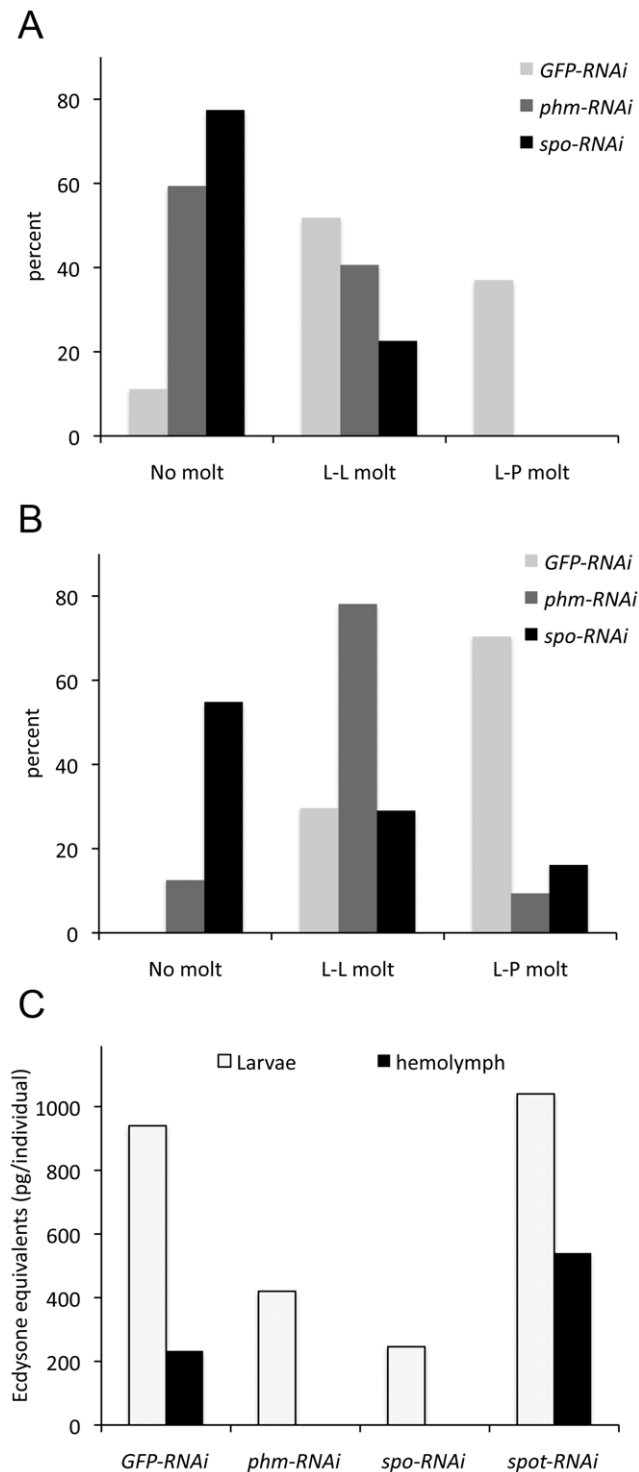 A
GFP-RNAi
phm-RNAi
spo-RNAi
percent
80
60
40
20
0
No molt L-L molt L-P molt
B
GFP-RNAi
phm-RNAi
spo-RNAi
percent
80
60
40
20
0
No molt L-L molt L-P molt
C
Larvae hemolymph
Ecdysone equivalents (pg/individual)
1000
800
600
400
200
0
GFP-RNAi phm-RNAi spo-RNAi spot-RNAi